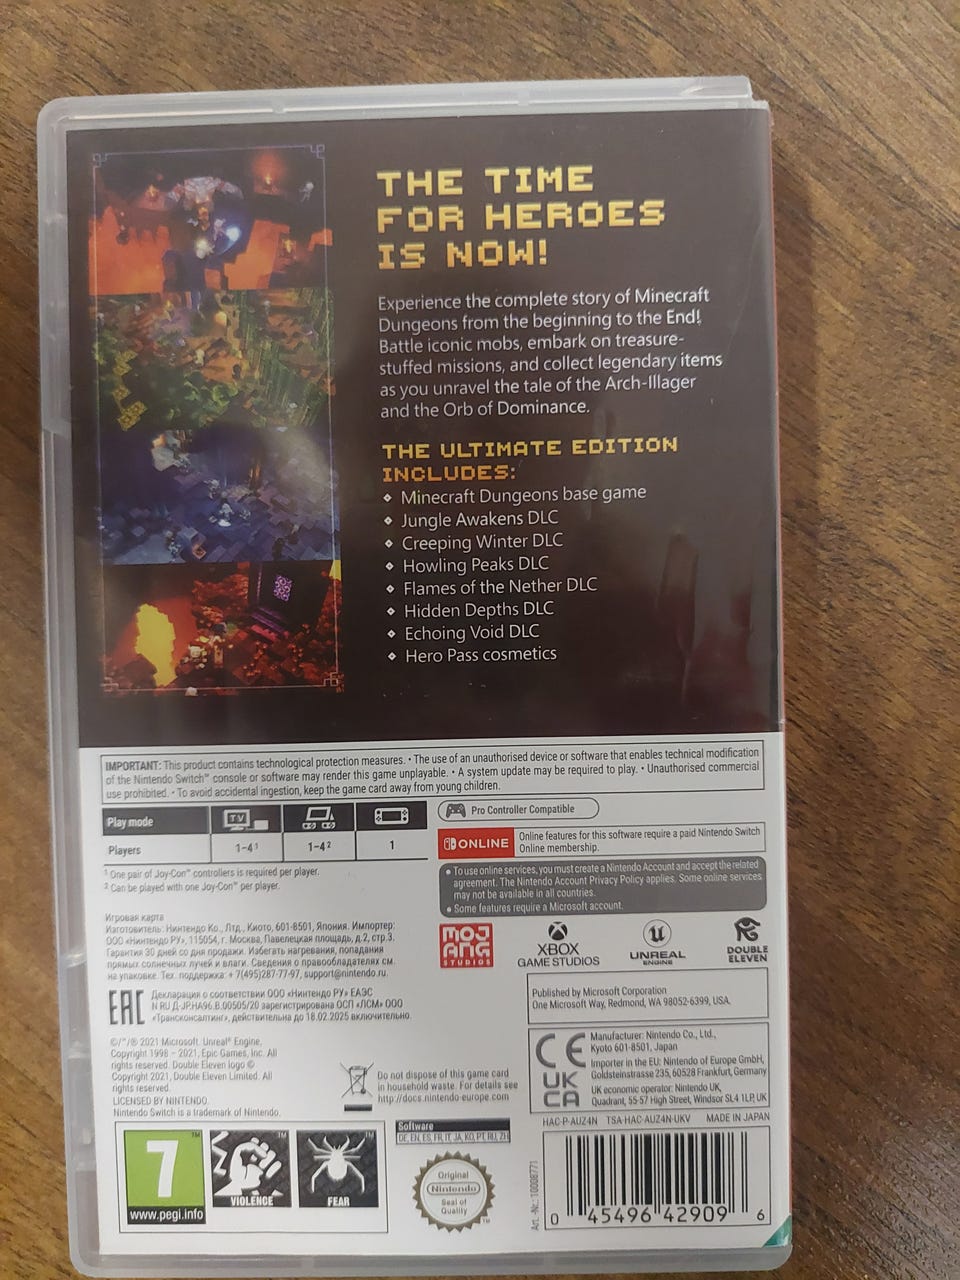 THE TIME
FOR HEROES
IS NOW!
Experience the complete story of Minecraft
Dungeons from the beginning to the End!
Battle iconic mobs, embark on treasure-
stuffed missions, and collect legendary items
as you unravel the tale of the Arch-Illager
and the Orb of Dominance.
THE ULTIMATE EDITION
INCLUDES:
Minecraft Dungeons base game
Jungle Awakens DLC
Creeping Winter DLC
Howling Peaks DLC
Flames of the Nether DLC
Hidden Depths DLC
Echoing Void DLC
Hero Pass cosmetics
IMPORTANT: This product contains technological protection measures. • The use of an unauthorised device or software that enables technical modification
of the Nintendo Switch™ console or software may render this game unplayable. • A system update may be required to play. • Unauthorised commercial
use prohibited. • To avoid accidental ingestion, keep the game card away from young children.
Play mode TV
Players 1-4¹ 1-4² 1
¹ One pair of Joy-Con™ controllers is required per player.
² Can be played with one Joy-Con™ per player.
Pro Controller Compatible
ONLINE
Online features for this software require a paid Nintendo Switch
Online membership.
• To use online services, you must create a Nintendo Account and accept the related
agreement. The Nintendo Account Privacy Policy applies. Some online services
may not be available in all countries.
• Some features require a Microsoft account.
Игровая карта
Изготовитель: Нинтендо Ко., Лтд., Киото, 601-8501, Япония. Импортер:
ООО «Нинтендо РУ», 115054, г. Москва, Павелецкая площадь, д.2, стр.3.
Гарантия 30 дней со дня продажи. Избегать нагревания, попадания
прямых солнечных лучей и влаги. Сведения о правообладателях см.
на упаковке. Тех. поддержка: + 7(495)287-77-97, support@nintendo.ru.
EAC
Декларация о соответствии ООО «Нинтендо РУ» ЕАЭС
N RU Д-JP.HA96.B.00505/20 зарегистрирована ОСП «ЛСМ» ООО
«Трансконсалтинг», действительна до 18.02.2025 включительно.
MOJ
ANG
STUDIOS
XBOX
GAME STUDIOS
UNREAL
ENGINE
DOUBLE
ELEVEN
Published by Microsoft Corporation
One Microsoft Way, Redmond, WA 98052-6399, USA.
©/™/® 2021 Microsoft. Unreal® Engine,
Copyright 1998 – 2021, Epic Games, Inc. All
rights reserved. Double Eleven logo ©
Copyright 2021, Double Eleven Limited. All
rights reserved.
LICENSED BY NINTENDO.
Nintendo Switch is a trademark of Nintendo.
Do not dispose of this game card
in household waste. For details see
http://docs.nintendo-europe.com
CE
UK
CA
Manufacturer: Nintendo Co., Ltd.,
Kyoto 601-8501, Japan
Importer in the EU: Nintendo of Europe GmbH,
Goldsteinstrasse 235, 60528 Frankfurt, Germany
UK economic operator: Nintendo UK,
Quadrant, 55-57 High Street, Windsor SL4 1LP, UK
HAC-P-AUZ4N TSA-HAC-AUZ4N-UKV MADE IN JAPAN
Software
DE, EN, ES, FR, IT, JA, KO, PT, RU, ZH
7
www.pegi.info
VIOLENCE
FEAR
Original
Nintendo
Seal of
Quality
Art.-Nr.: 10008771
0 45496 42909 6